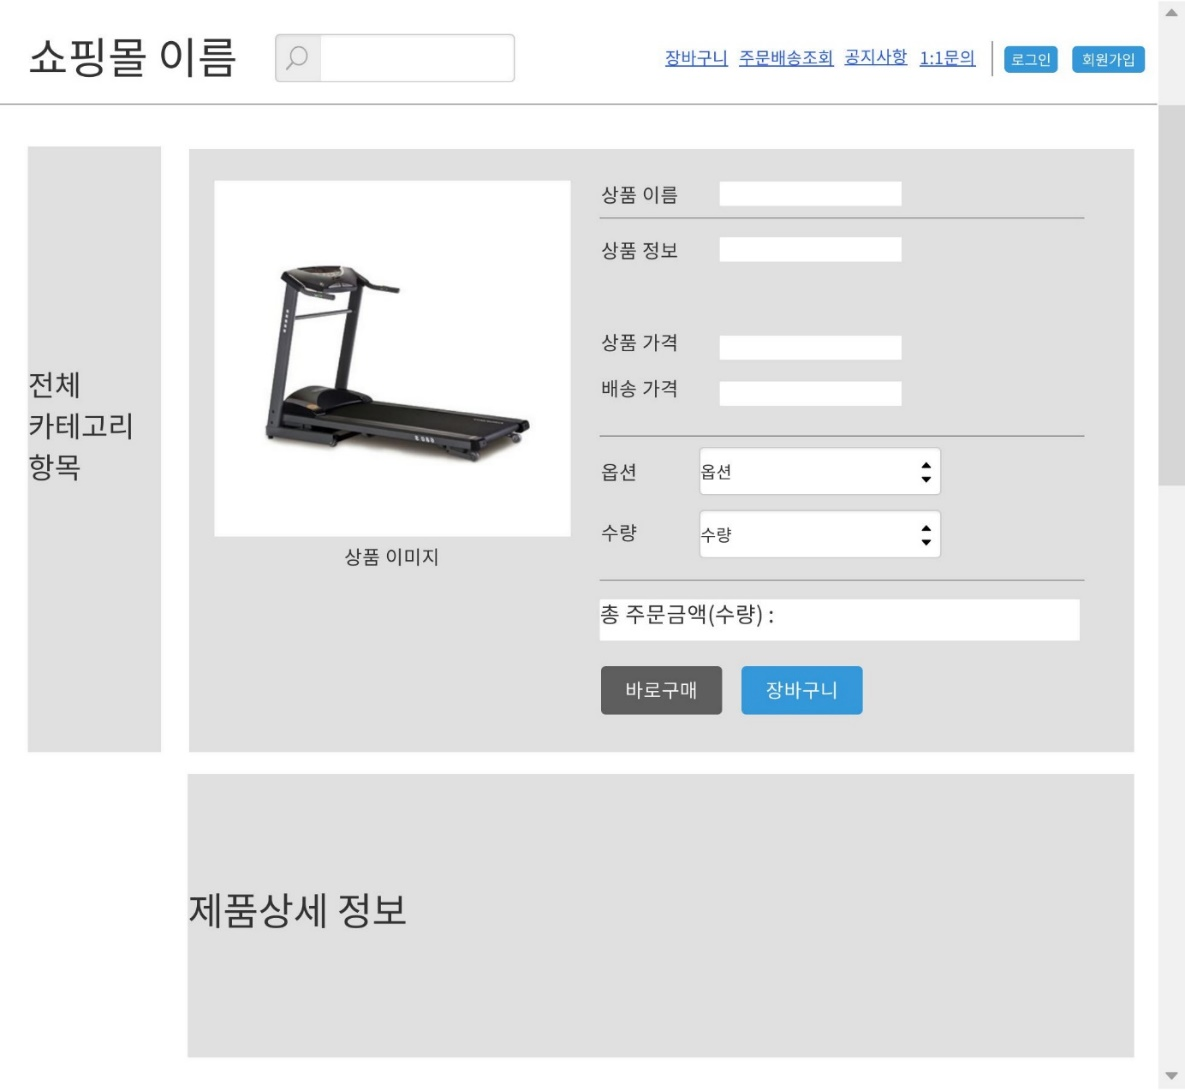 쇼핑몰 이름
장바구니 주문배송조회 공지사항 1:1문의 로그인 회원가입
전체
카테고리
항목
상품 이미지
상품 이름
상품 정보
상품 가격
배송 가격
옵션 옵션
수량 수량
총 주문금액(수량) :
바로구매 장바구니
제품상세 정보